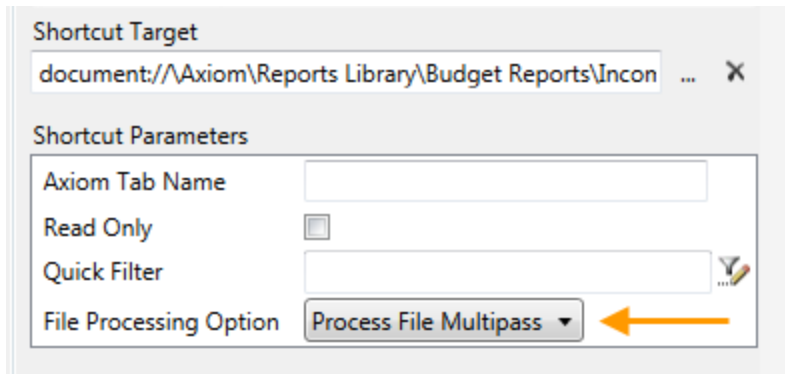 Shortcut Target
document://\Axiom\Reports Library\Budget Reports\Incon
...
Shortcut Parameters
Axiom Tab Name
Read Only
Quick Filter
File Processing Option Process File Multipass